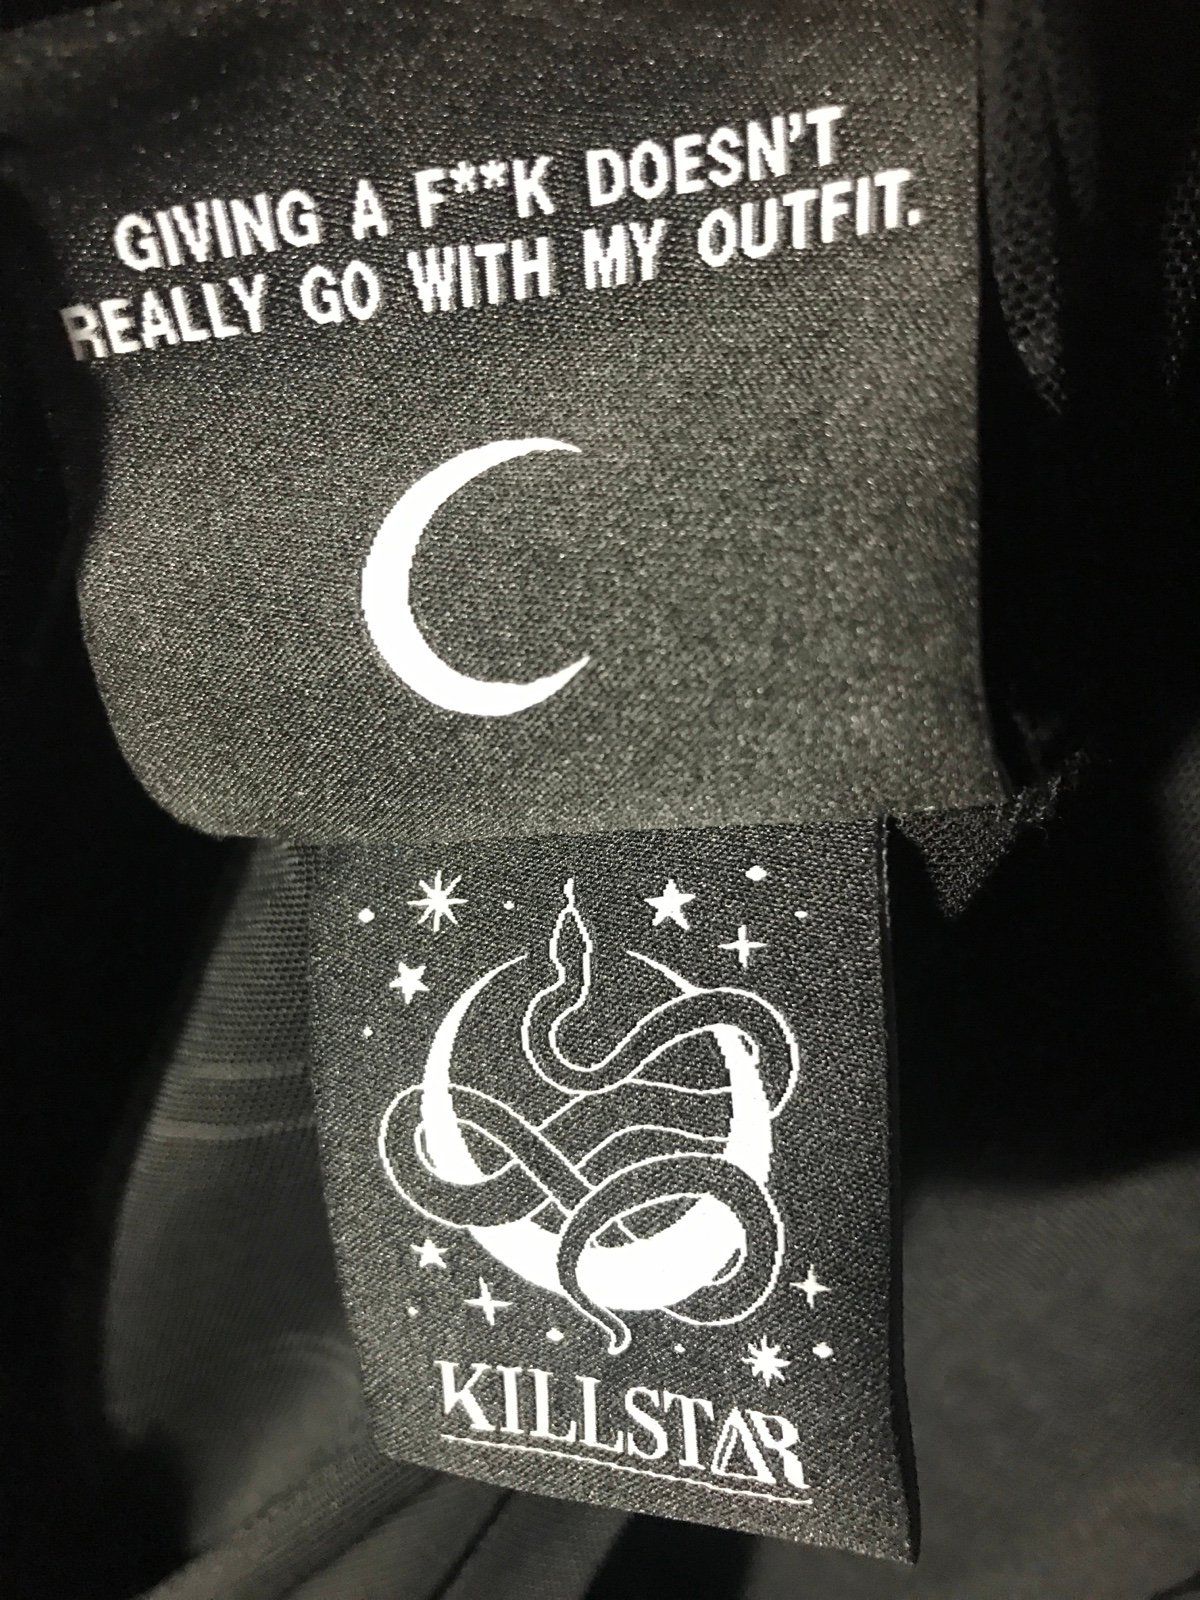 GIVING A F**K DOESN'T
REALLY GO WITH MY OUTFIT.
KILLSTAR